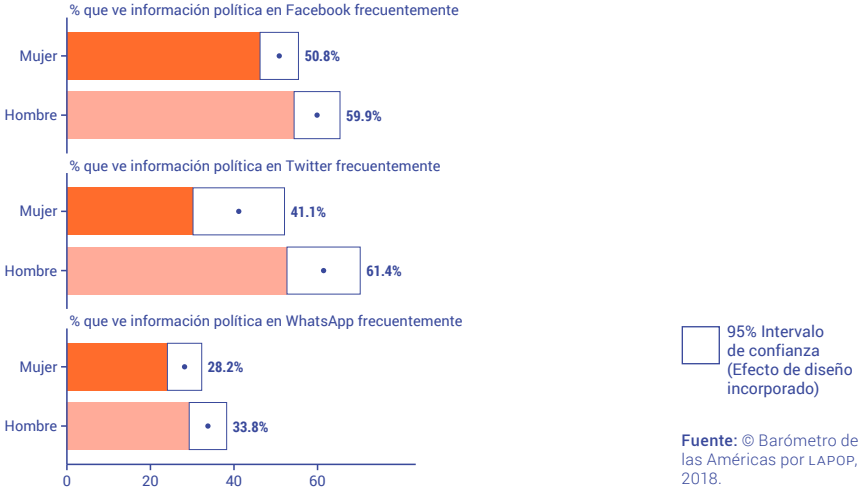 % que ve información política en Facebook frecuentemente
Mujer 50.8%
Hombre 59.9%
% que ve información política en Twitter frecuentemente
Mujer 41.1%
Hombre 61.4%
% que ve información política en WhatsApp frecuentemente
Mujer 28.2%
Hombre 33.8%
0 20 40 60
95% Intervalo
de confianza
(Efecto de diseño
incorporado)
Fuente: © Barómetro de
las Américas por LAPOP,
2018.